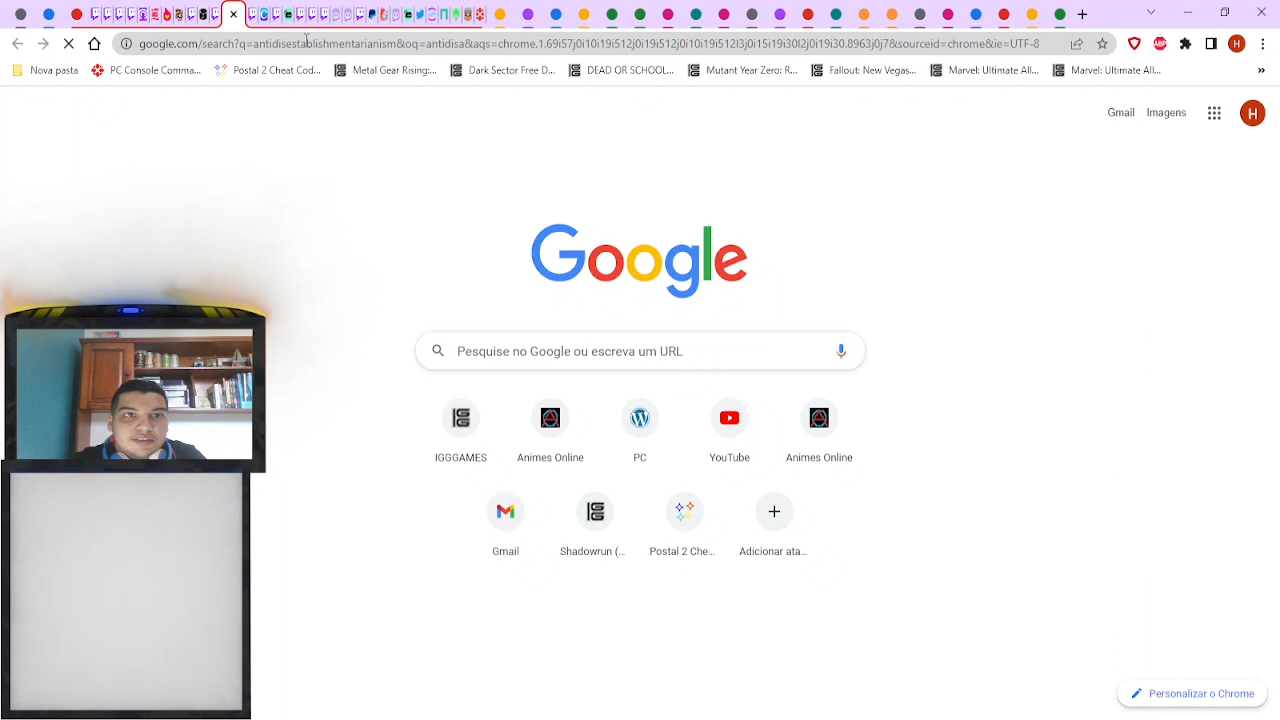 google.com/search?q=antidisestablishmentarianism&oq=antidisa&aqs=chrome.1.69i57j0i10i19i512j0i19i512j0i10i19i512l3j0i15i19i30l2j0i19i30.8963j0j7&sourceid=chrome&ie=UTF-8
H
Nova pasta
PC Console Comma...
Postal 2 Cheat Cod...
Metal Gear Rising:...
Dark Sector Free D...
DEAD OR SCHOOL...
Mutant Year Zero: R...
Fallout: New Vegas...
Marvel: Ultimate All...
Marvel: Ultimate All...
»
Gmail
Imagens
H
Google
Pesquise no Google ou escreva um URL
IGGGAMES
Animes Online
PC
YouTube
Animes Online
Gmail
Shadowrun (...
Postal 2 Che...
Adicionar ata...
Personalizar o Chrome